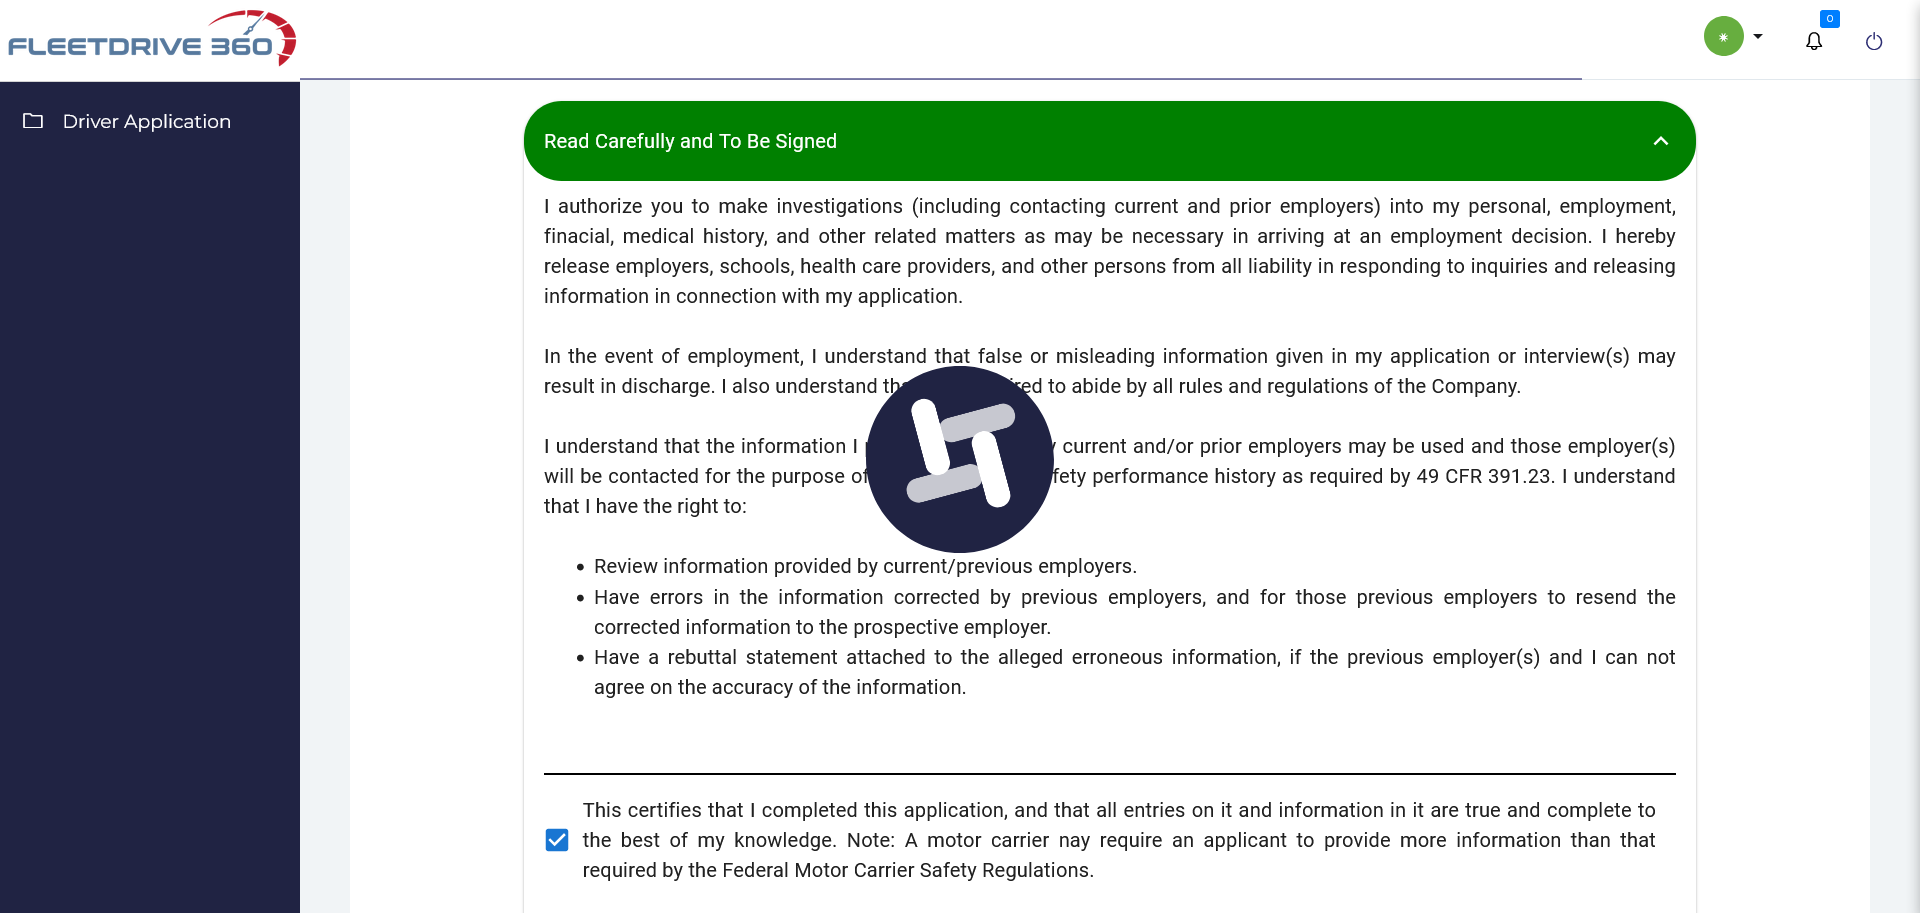 FLEETDRIVE 360
0
Driver Application
Read Carefully and To Be Signed
I authorize you to make investigations (including contacting current and prior employers) into my personal, employment,
finacial, medical history, and other related matters as may be necessary in arriving at an employment decision. I hereby
release employers, schools, health care providers, and other persons from all liability in responding to inquiries and releasing
information in connection with my application.
In the event of employment, I understand that false or misleading information given in my application or interview(s) may
result in discharge. I also understand to abide by all rules and regulations of the Company.
I understand that the information I current and/or prior employers may be used and those employer(s)
will be contacted for the purpose of performance history as required by 49 CFR 391.23. I understand
that I have the right to:
• Review information provided by current/previous employers.
• Have errors in the information corrected by previous employers, and for those previous employers to resend the
corrected information to the prospective employer.
• Have a rebuttal statement attached to the alleged erroneous information, if the previous employer(s) and I can not
agree on the accuracy of the information.
This certifies that I completed this application, and that all entries on it and information in it are true and complete to
the best of my knowledge. Note: A motor carrier nay require an applicant to provide more information than that
required by the Federal Motor Carrier Safety Regulations.